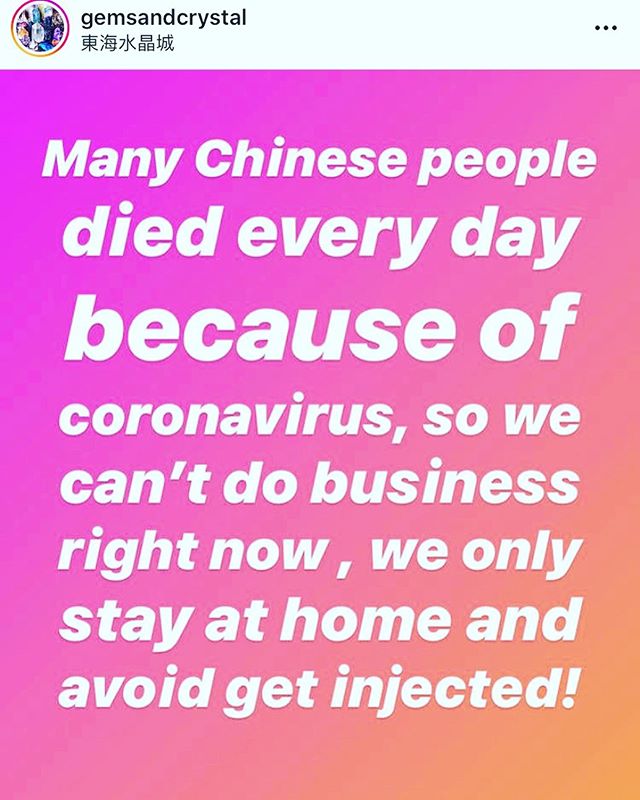 gemsandcrystal
東海水晶城
Many Chinese people
died every day
because of
coronavirus, so we
can't do business
right now , we only
stay at home and
avoid get injected!